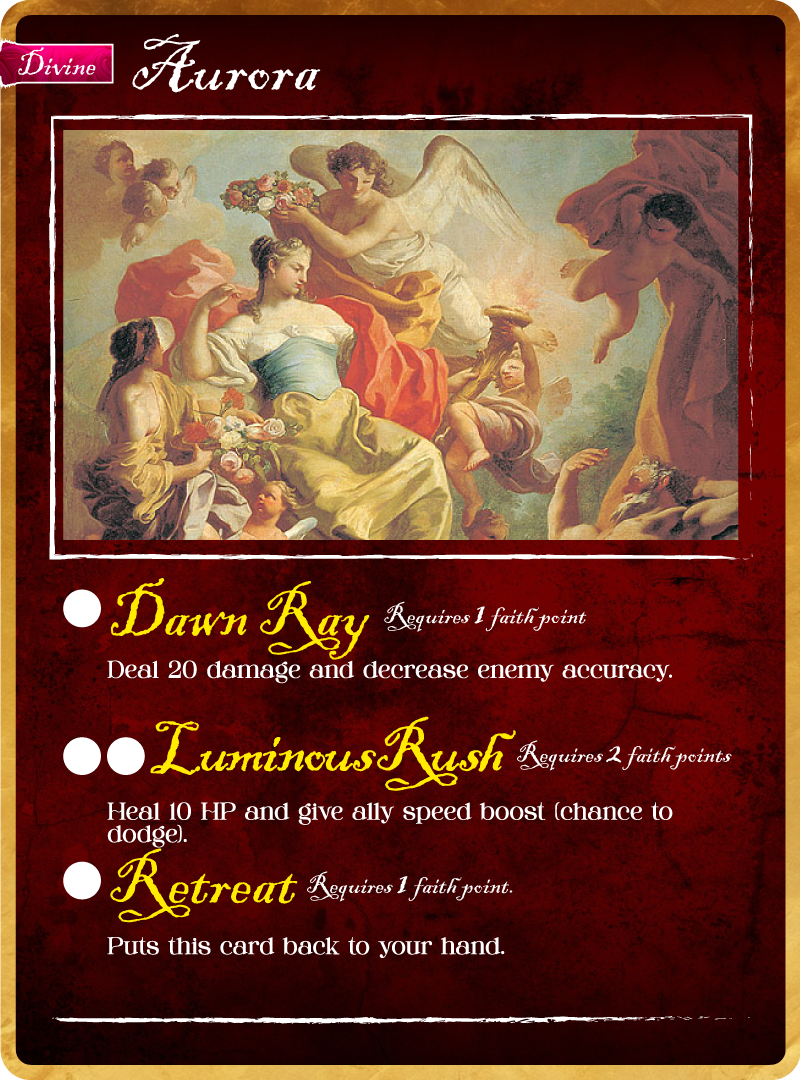 Divine
Aurora
Dawn Ray Requires 1 faith point
Deal 20 damage and decrease enemy accuracy.
Luminous Rush Requires 2 faith points
Heal 10 HP and give ally speed boost (chance to
dodge).
Retreat Requires 1 faith point.
Puts this card back to your hand.